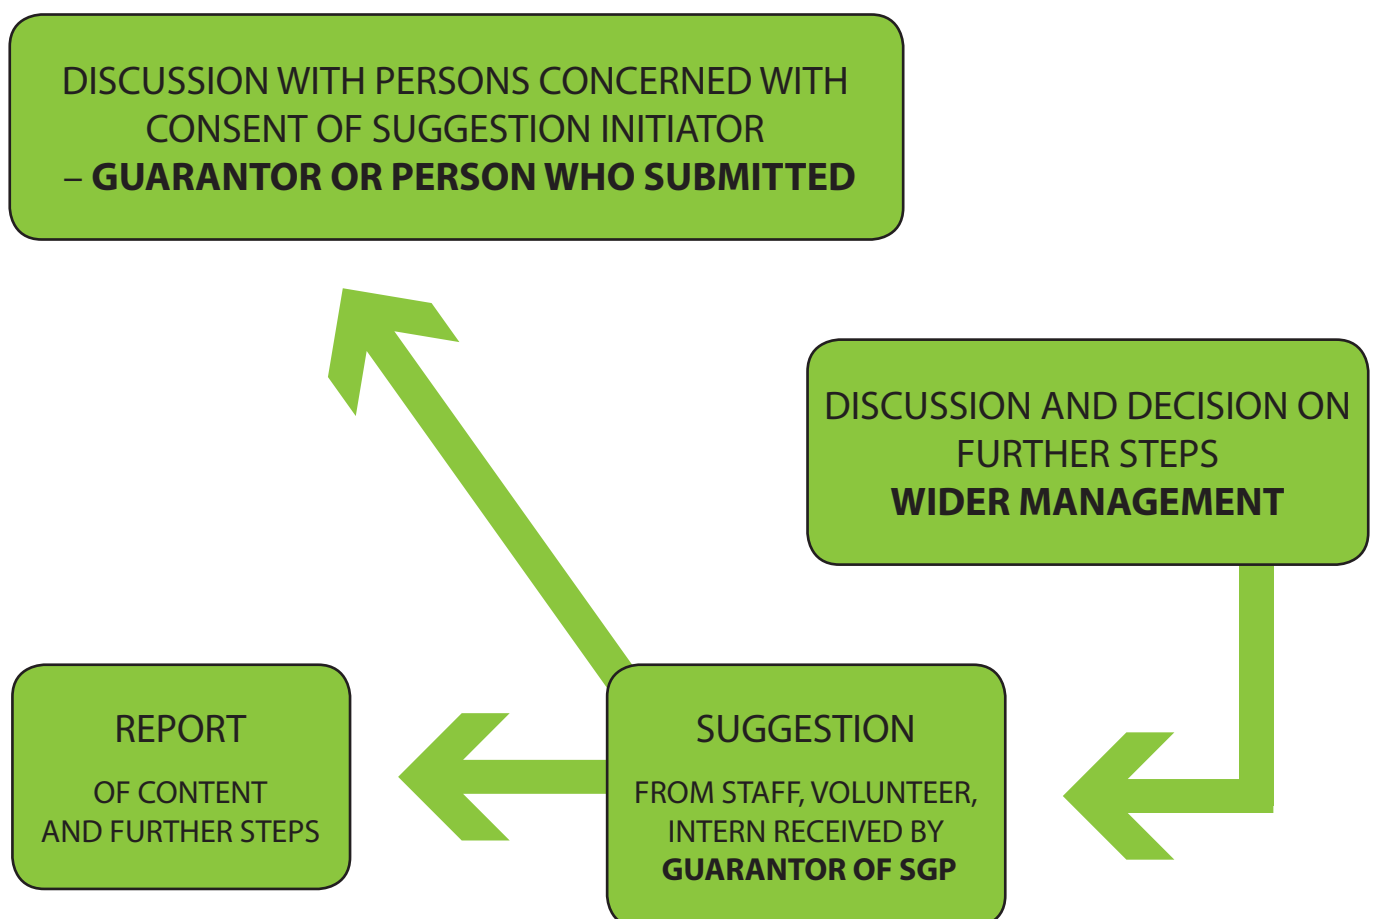 DISCUSSION WITH PERSONS CONCERNED WITH
CONSENT OF SUGGESTION INITIATOR
– GUARANTOR OR PERSON WHO SUBMITTED
DISCUSSION AND DECISION ON
FURTHER STEPS
WIDER MANAGEMENT
REPORT
OF CONTENT
AND FURTHER STEPS
SUGGESTION
FROM STAFF, VOLUNTEER,
INTERN RECEIVED BY
GUARANTOR OF SGP